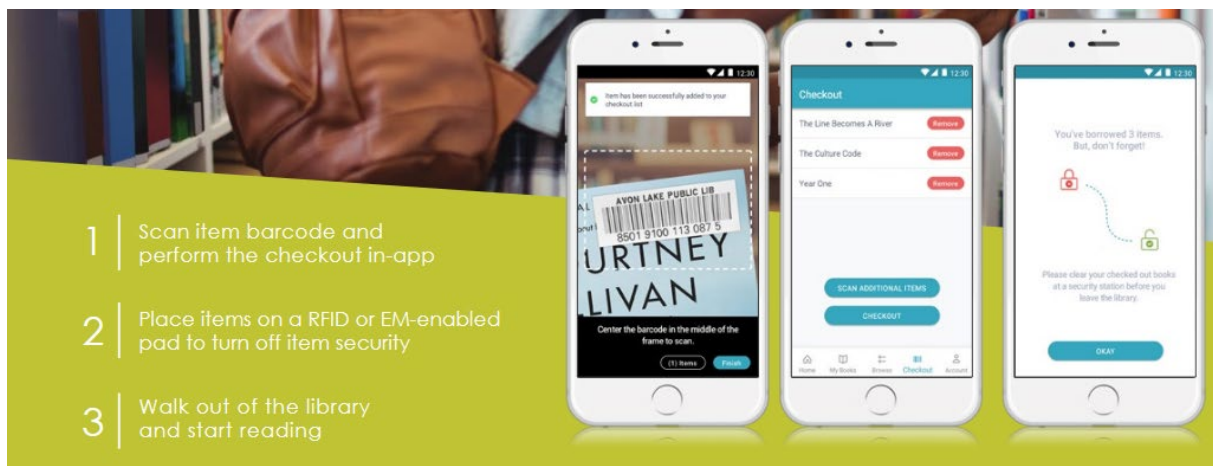 1
Scan item barcode and
perform the checkout in-app
2
Place items on a RFID or EM-enabled
pad to turn off item security
3
Walk out of the library
and start reading
12:30
Item has been successfully added to your
checkout list
AVON LAKE PUBLIC LIB
8501 9100 113 087 5
URTNEY
LIVAN
Center the barcode in the middle of the
frame to scan.
(1) Items
Finish
12:30
Checkout
The Line Becomes A River
Remove
The Culture Code
Remove
Year One
Remove
SCAN ADDITIONAL ITEMS
CHECKOUT
Home My Books Browse Checkout Account
12:30
You've borrowed 3 items.
But, don't forget!
Please clear your checked out books
at a security station before you
leave the library.
OKAY